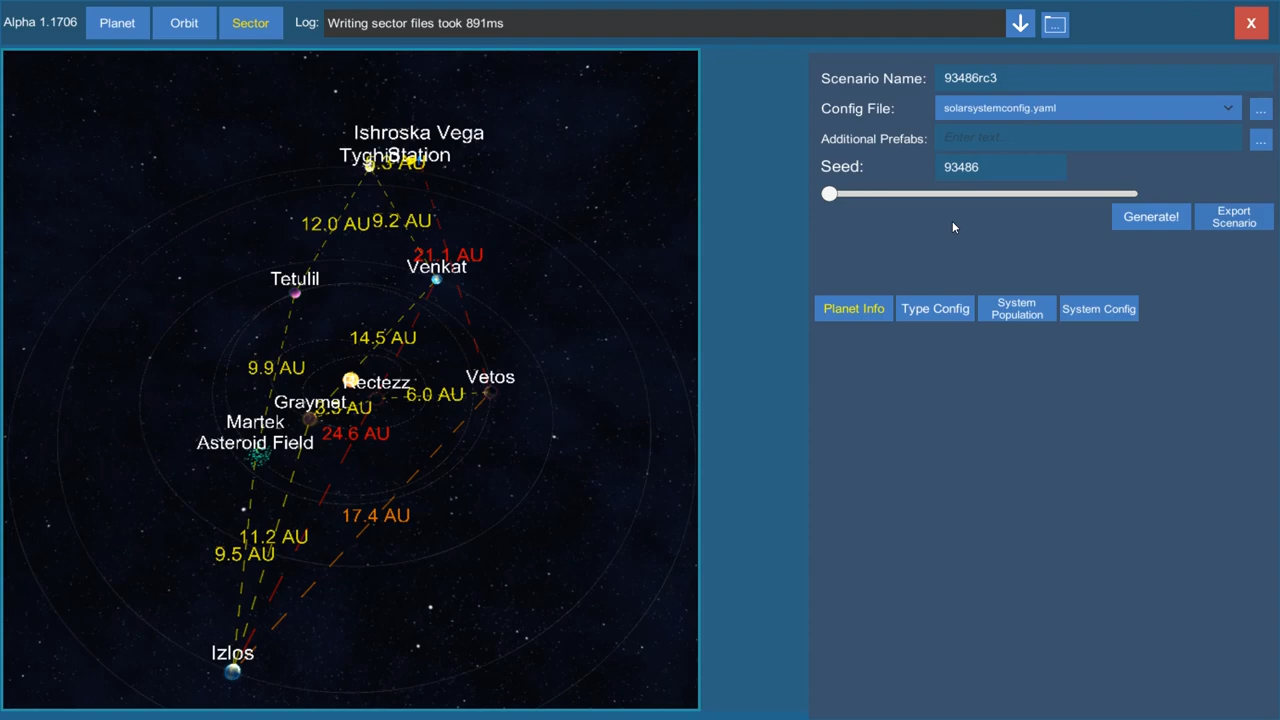 Alpha 1.1706
Planet
Orbit
Sector
Log:
Writing sector files took 891ms
...
X
Ishroska Vega
Station
12.0 AU
9.2 AU
21.1 AU
Venkat
Tetulil
14.5 AU
9.9 AU
Rectezz
Vetos
6.0 AU
Graymet
Martek
Asteroid Field
24.6 AU
17.4 AU
11.2 AU
9.5 AU
Izlos
Scenario Name:
93486rc3
Config File:
solarsystemconfig.yaml
...
Additional Prefabs:
Enter text...
...
Seed:
93486
Generate!
Export
Scenario
Planet Info
Type Config
System
Population
System Config